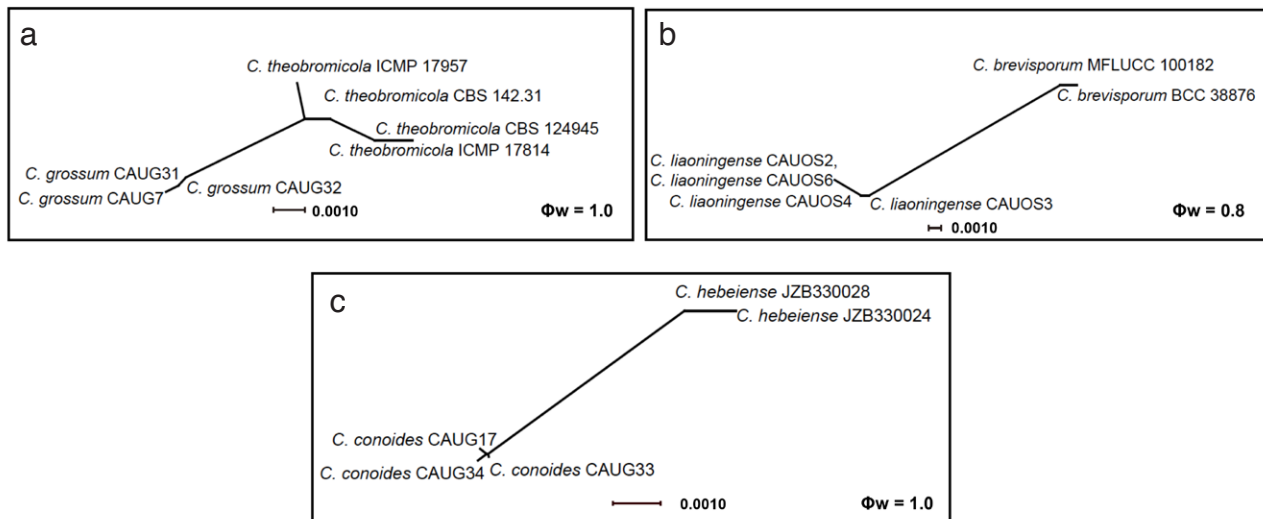 a
C. theobromicola ICMP 17957
C. theobromicola CBS 142.31
C. theobromicola CBS 124945
C. theobromicola ICMP 17814
C. grossum CAUG31
C. grossum CAUG32
C. grossum CAUG7
0.0010
Φw = 1.0
b
C. brevisporum MFLUCC 100182
C. brevisporum BCC 38876
C. liaoningense CAUOS2,
C. liaoningense CAUOS6
C. liaoningense CAUOS4
C. liaoningense CAUOS3
0.0010
Φw = 0.8
c
C. hebeiense JZB330028
C. hebeiense JZB330024
C. conoides CAUG17
C. conoides CAUG34
C. conoides CAUG33
0.0010
Φw = 1.0